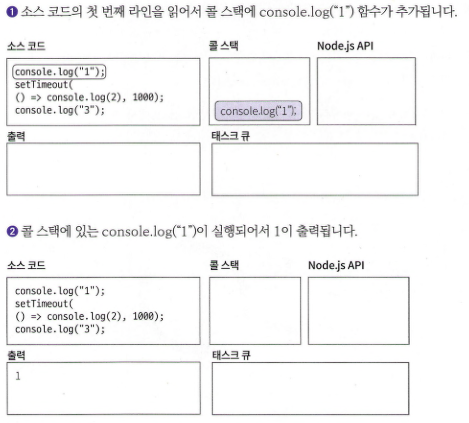 ❶ 소스 코드의 첫 번째 라인을 읽어서 콜 스택에 console.log("1") 함수가 추가됩니다.
소스 코드
콜 스택
Node.js API
console.log("1");
setTimeout(
() => console.log(2), 1000);
console.log("3");
console.log("1");
출력
태스크 큐
❷ 콜 스택에 있는 console.log("1")이 실행되어서 1이 출력됩니다.
소스 코드
콜 스택
Node.js API
console.log("1");
setTimeout(
() => console.log(2), 1000);
console.log("3");
출력
태스크 큐
1